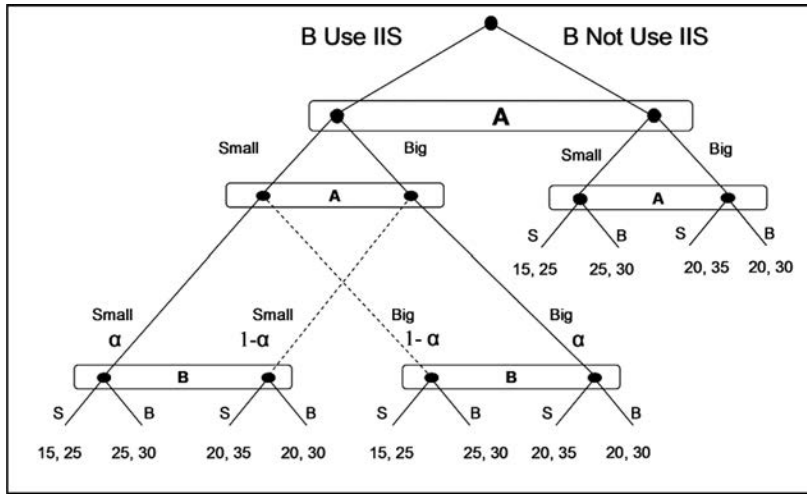 B Use IIS B Not Use IIS
A
Small Big Small Big
A A
S B S B
15, 25 25, 30 20, 35 20, 30
Small Small Big Big
α 1-α 1- α α
B B
S B S B S B S B
15, 25 25, 30 20, 35 20, 30 15, 25 25, 30 20, 35 20, 30